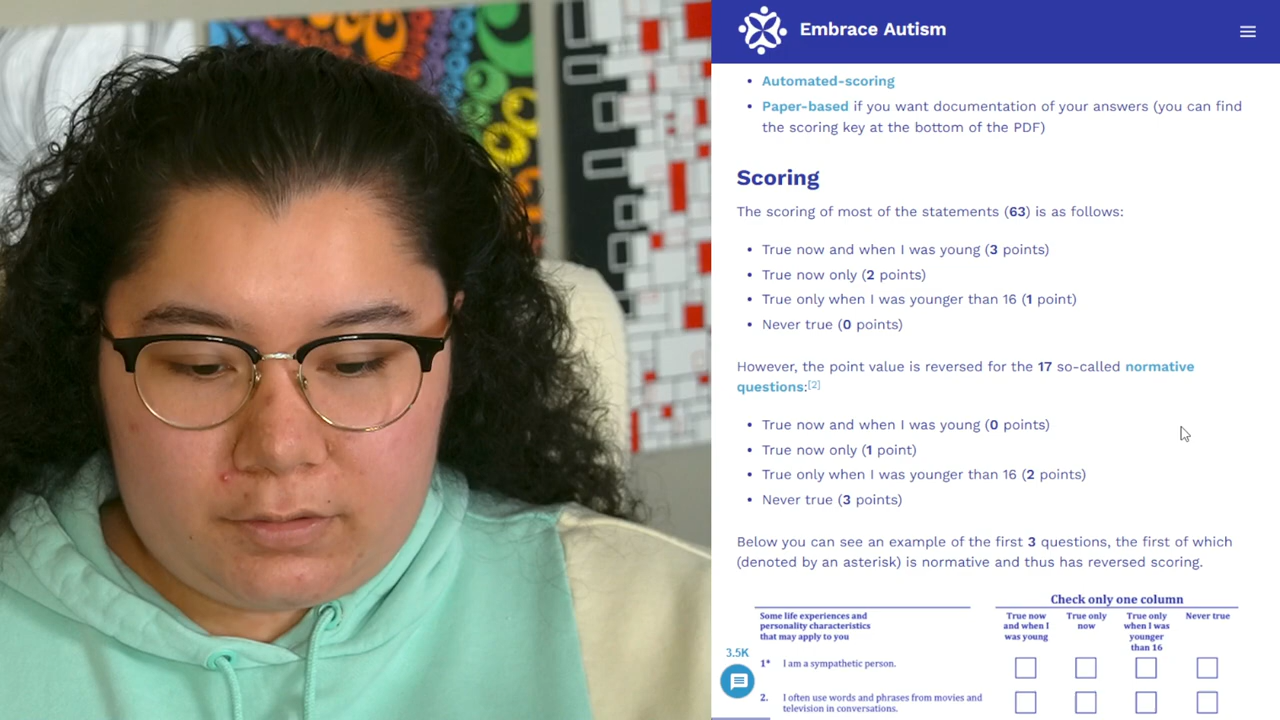 Embrace Autism
Automated-scoring
Paper-based if you want documentation of your answers (you can find
the scoring key at the bottom of the PDF)
Scoring
The scoring of most of the statements (63) is as follows:
True now and when I was young (3 points)
True now only (2 points)
True only when I was younger than 16 (1 point)
Never true (0 points)
However, the point value is reversed for the 17 so-called normative
questions:[2]
True now and when I was young (0 points)
True now only (1 point)
True only when I was younger than 16 (2 points)
Never true (3 points)
Below you can see an example of the first 3 questions, the first of which
(denoted by an asterisk) is normative and thus has reversed scoring.
Check only one column
Some life experiences and
personality characteristics
that may apply to you
True now
and when I
was young
True only
now
True only
when I was
younger
than 16
Never true
3.5K
1* I am a sympathetic person.
2. I often use words and phrases from movies and
television in conversations.